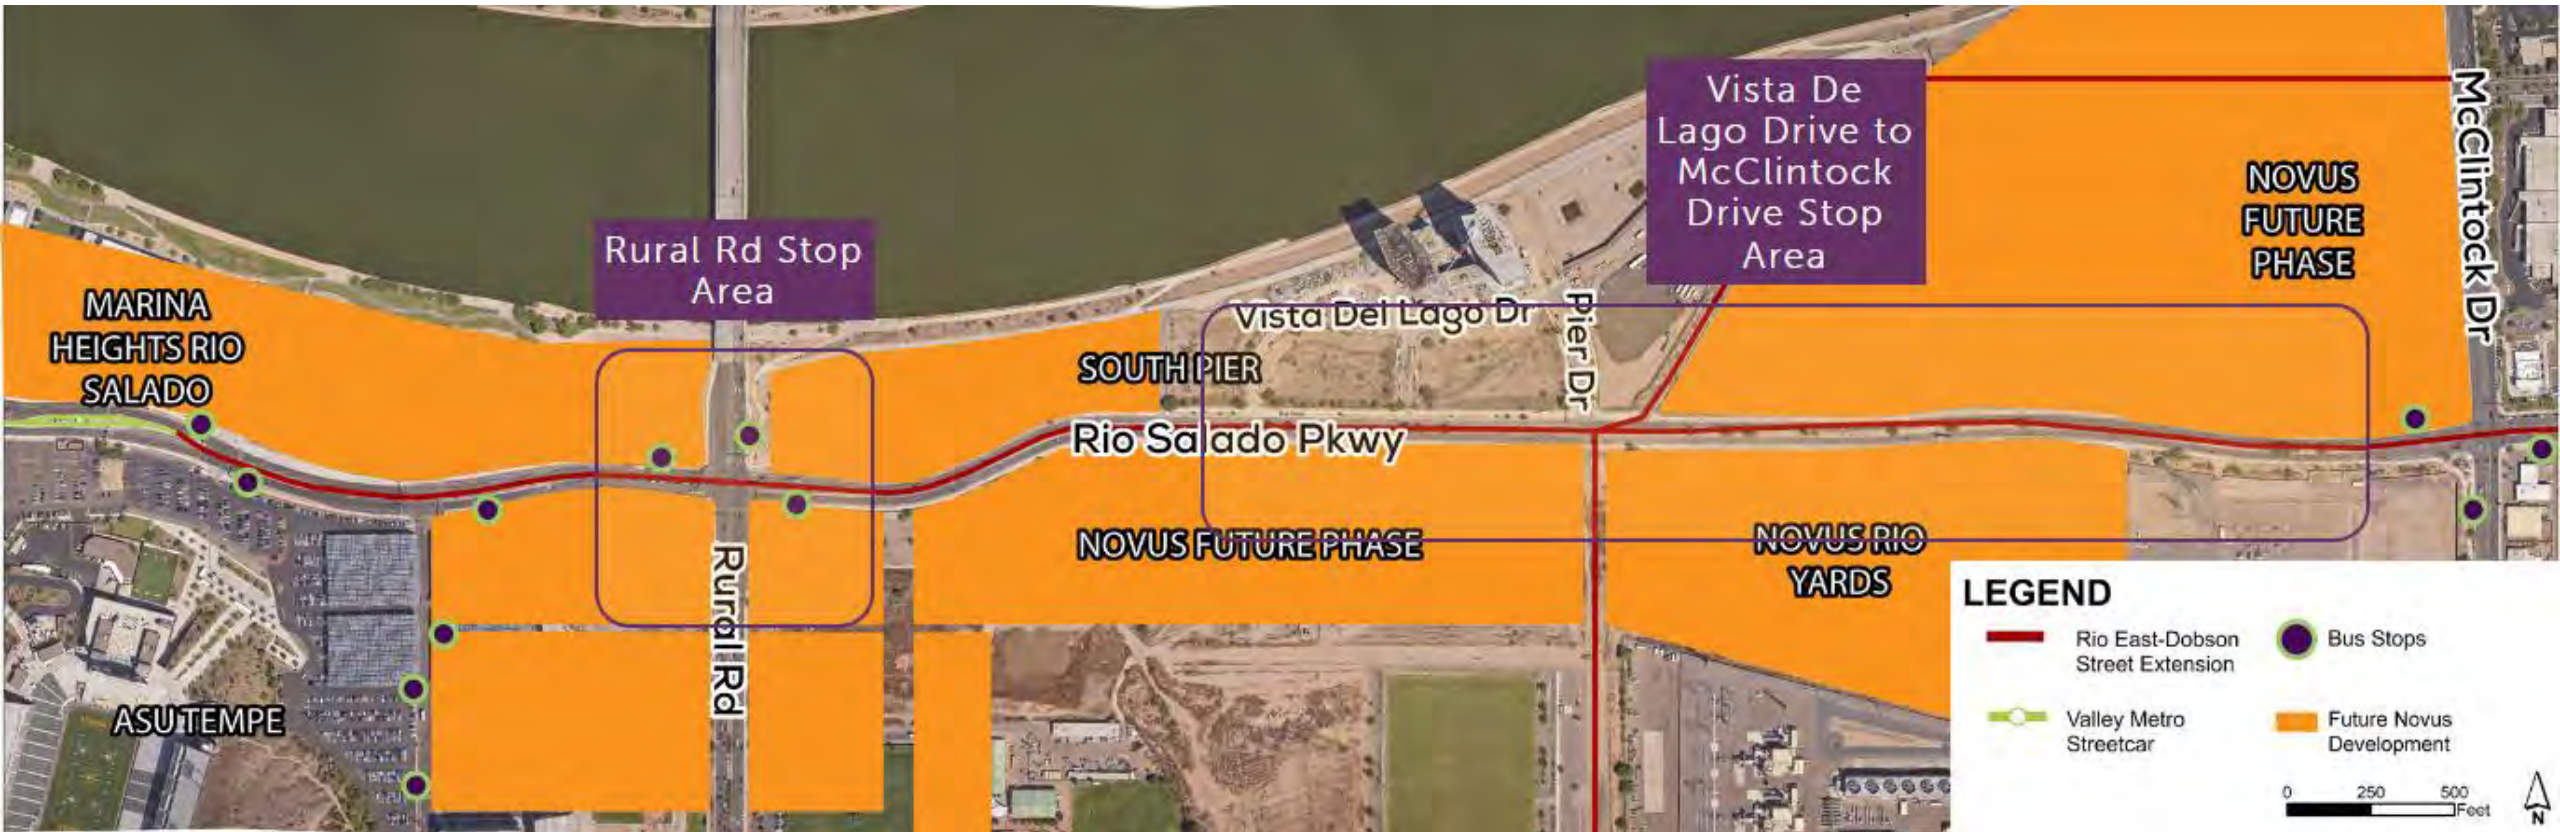 Vista De
Lago Drive to
McClintock
Drive Stop
Area
McClintock Dr
NOVUS
FUTURE
PHASE
Rural Rd Stop
Area
MARINA
HEIGHTS RIO
SALADO
Vista Del Lago Dr
Pier Dr
SOUTH PIER
Rio Salado Pkwy
NOVUS FUTURE PHASE
NOVUS RIO
YARDS
Rural Rd
ASU TEMPE
LEGEND
Rio East-Dobson
Street Extension
Bus Stops
Valley Metro
Streetcar
Future Novus
Development
0 250 500
Feet
N